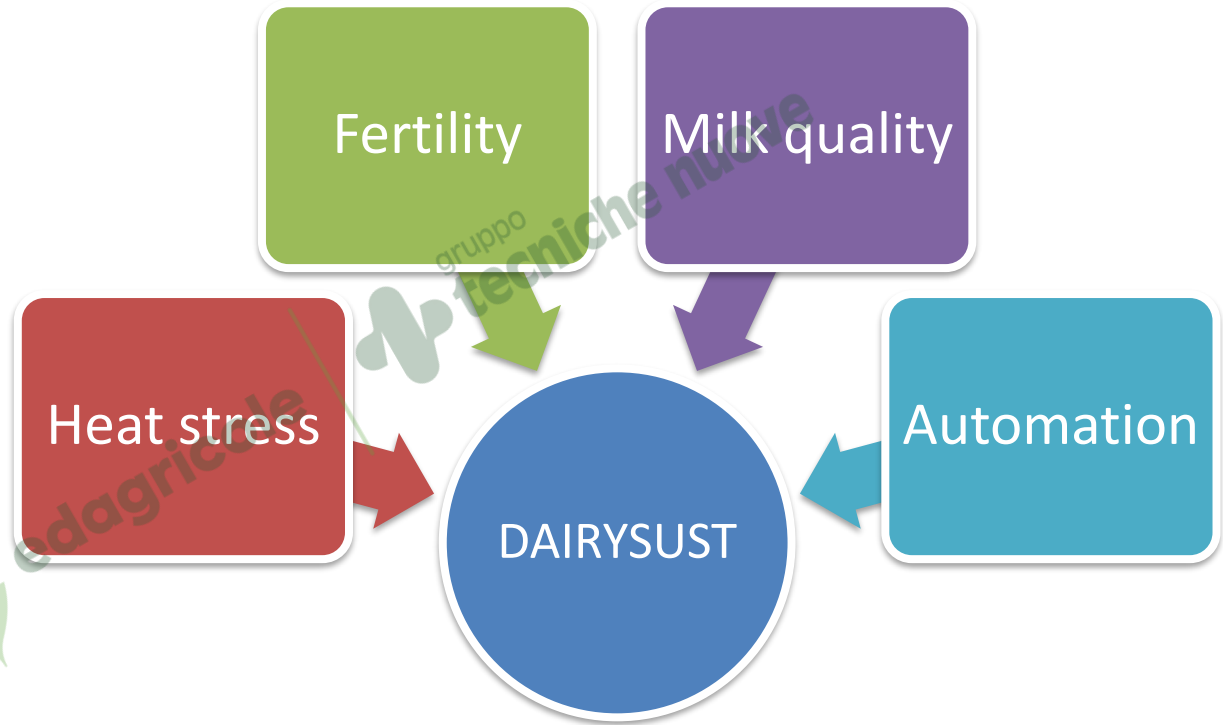 Fertility
Milk quality
gruppo
tecniche nuove
Heat stress
Automation
edagricole
DAIRYSUST